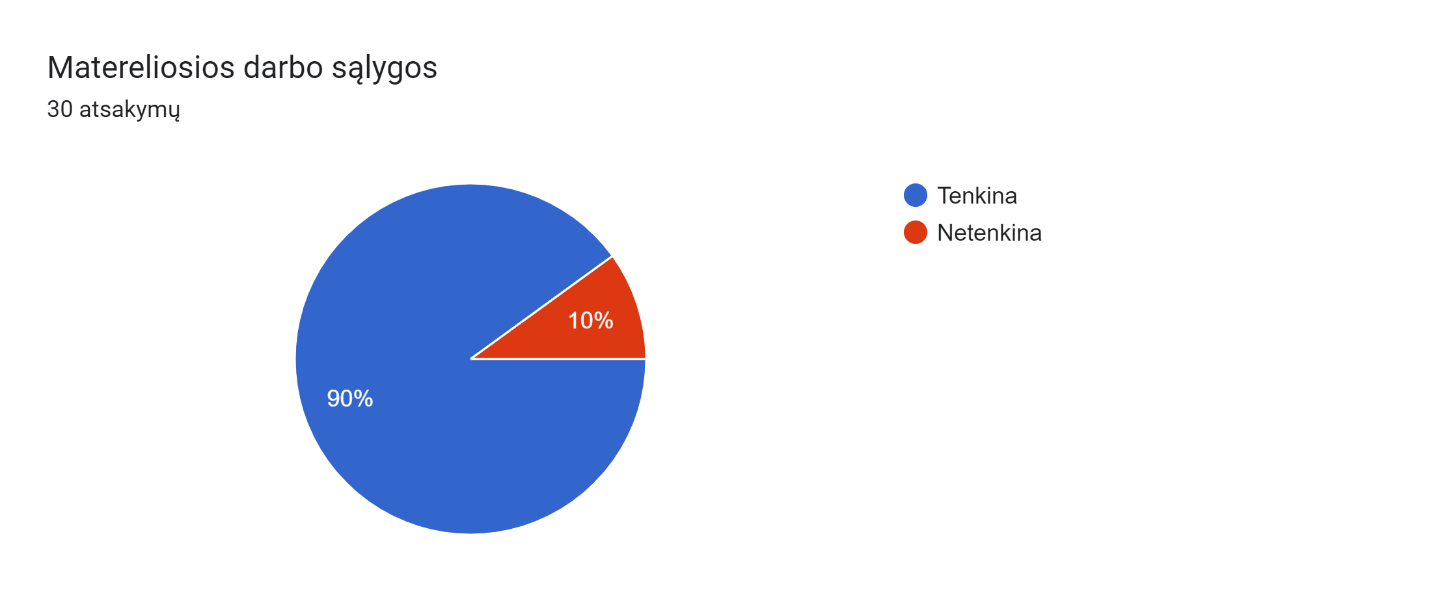 Matereliosios darbo sąlygos
30 atsakymų
Tenkina
Netenkina
10%
90%